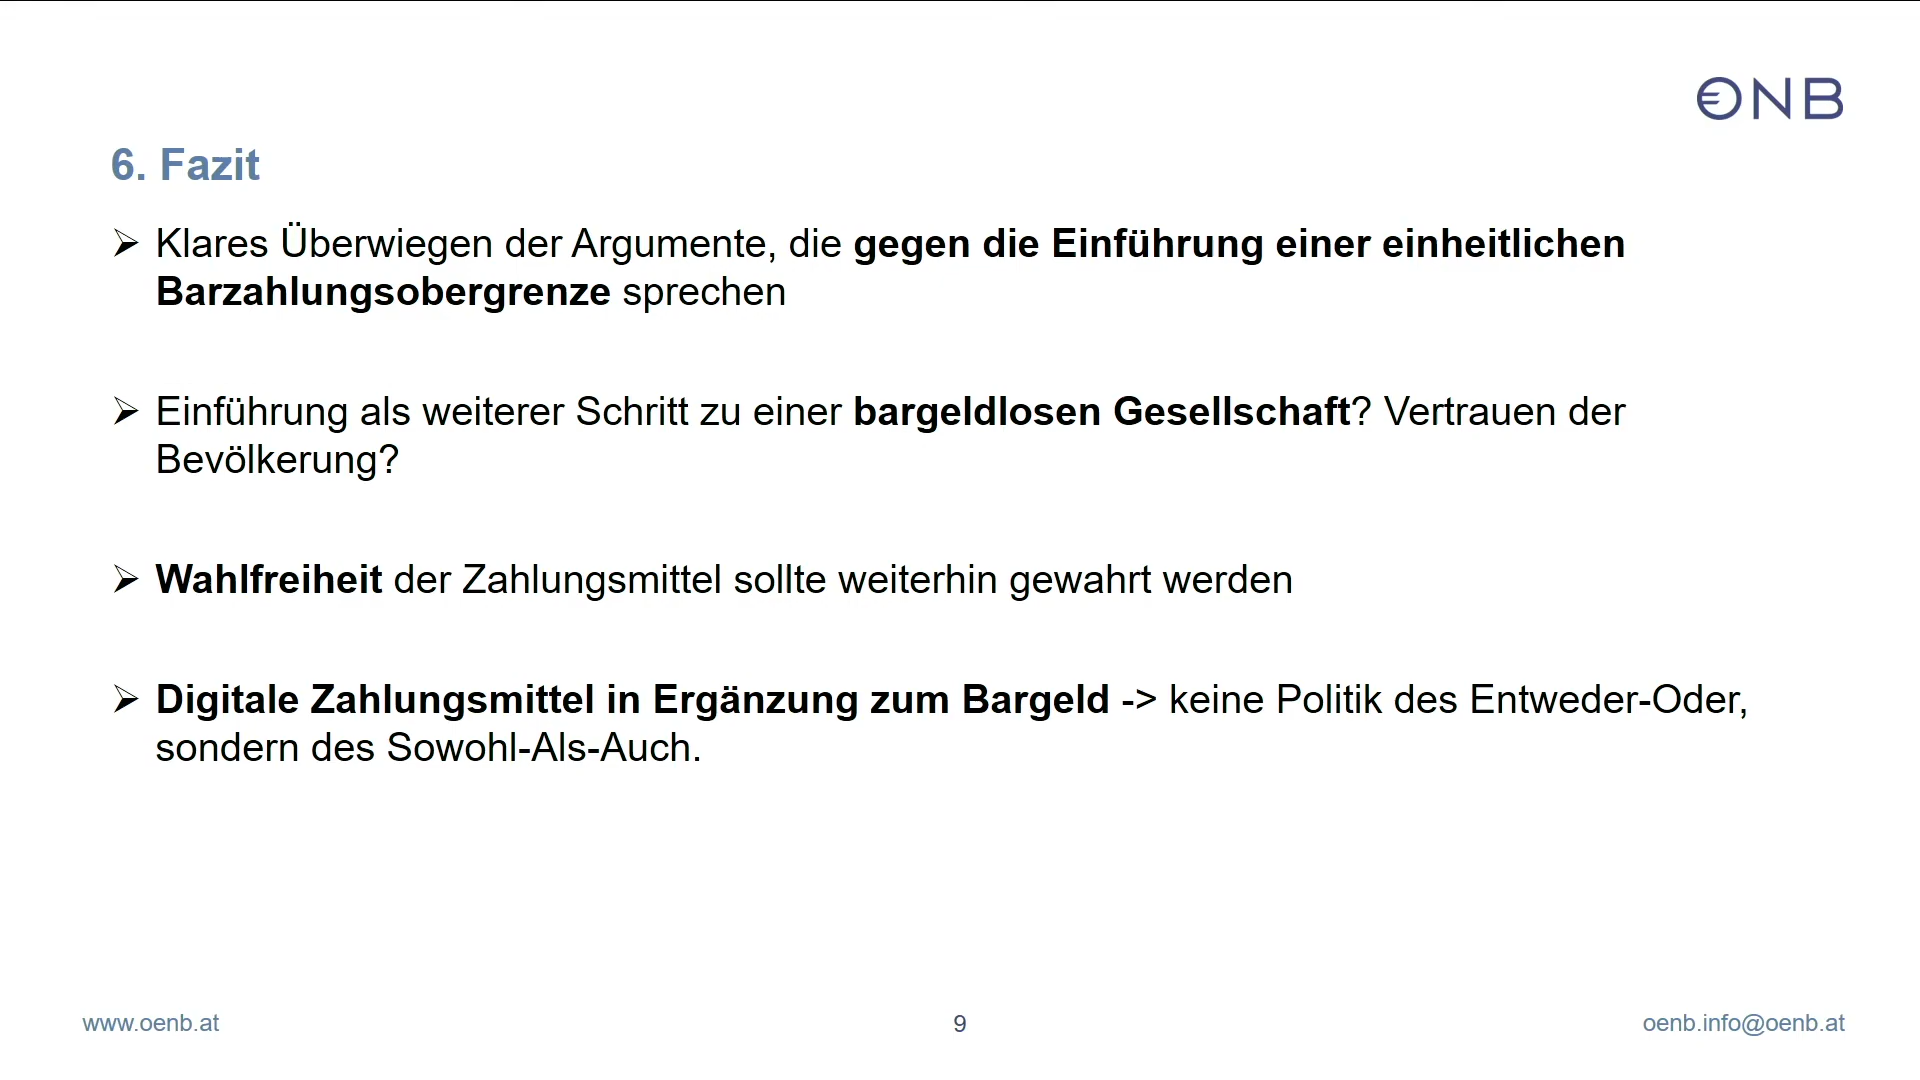 ONB
6. Fazit
➢ Klares Überwiegen der Argumente, die gegen die Einführung einer einheitlichen
Barzahlungsobergrenze sprechen
➢ Einführung als weiterer Schritt zu einer bargeldlosen Gesellschaft? Vertrauen der
Bevölkerung?
➢ Wahlfreiheit der Zahlungsmittel sollte weiterhin gewahrt werden
➢ Digitale Zahlungsmittel in Ergänzung zum Bargeld -> keine Politik des Entweder-Oder,
sondern des Sowohl-Als-Auch.
www.oenb.at
9
oenb.info@oenb.at